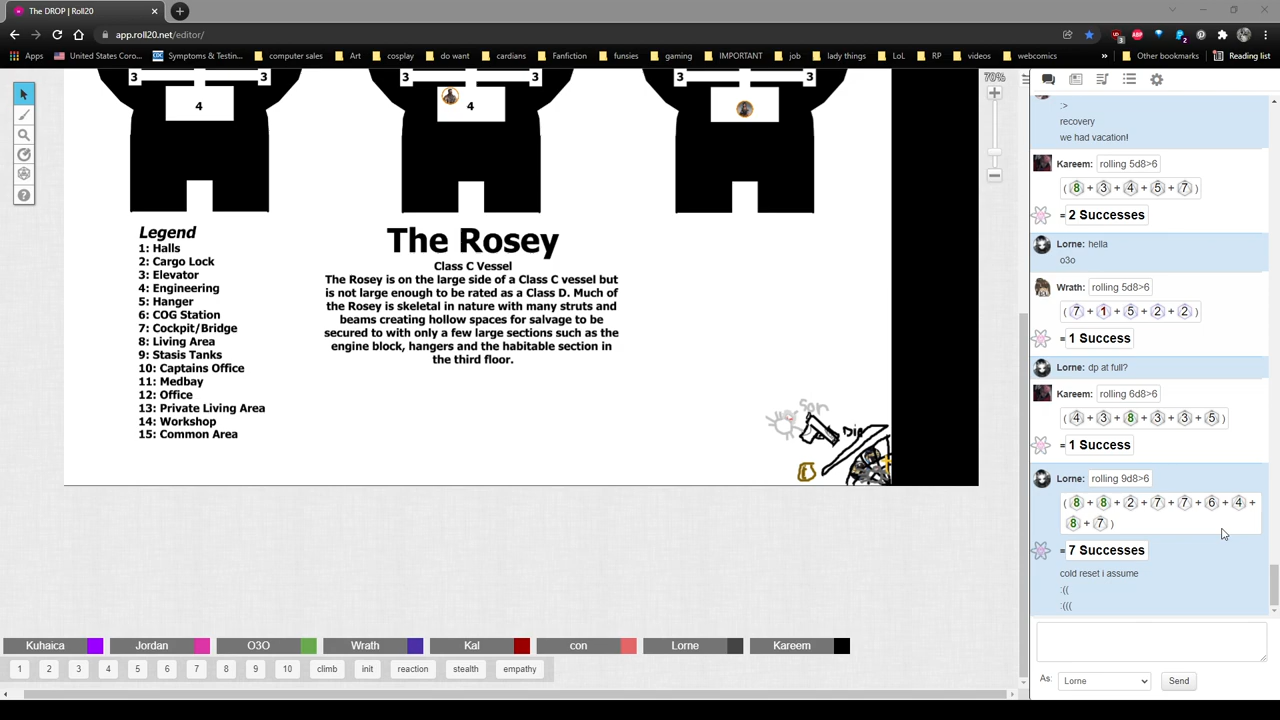 The DROP | Roll20
app.roll20.net/editor/
Apps
United States Coro...
Symptoms & Testin...
computer sales
Art
cosplay
do want
cardians
Fanfiction
funsies
gaming
IMPORTANT
job
lady things
LoL
RP
videos
webcomics
»
Other bookmarks
Reading list
70%
3 3 3 3 3 3
4 4
Legend
1: Halls
2: Cargo Lock
3: Elevator
4: Engineering
5: Hanger
6: COG Station
7: Cockpit/Bridge
8: Living Area
9: Stasis Tanks
10: Captains Office
11: Medbay
12: Office
13: Private Living Area
14: Workshop
15: Common Area
The Rosey
Class C Vessel
The Rosey is on the large side of a Class C vessel but
is not large enough to be rated as a Class D. Much of
the Rosey is skeletal in nature with many struts and
beams creating hollow spaces for salvage to be
secured to with only a few large sections such as the
engine block, hangers and the habitable section in
the third floor.
:>
recovery
we had vacation!
Kareem: rolling 5d8>6
( 8 + 3 + 4 + 5 + 7 )
= 2 Successes
Lorne: hella
o3o
Wrath: rolling 5d8>6
( 7 + 1 + 5 + 2 + 2 )
= 1 Success
Lorne: dp at full?
Kareem: rolling 6d8>6
( 4 + 3 + 8 + 3 + 3 + 5 )
= 1 Success
Lorne: rolling 9d8>6
( 8 + 8 + 2 + 7 + 7 + 6 + 4 +
8 + 7 )
= 7 Successes
cold reset i assume
:((
:(((
As: Lorne
Send
Kuhaica
Jordan
O3O
Wrath
Kal
con
Lorne
Kareem
1 2 3 4 5 6 7 8 9 10 climb init reaction stealth empathy